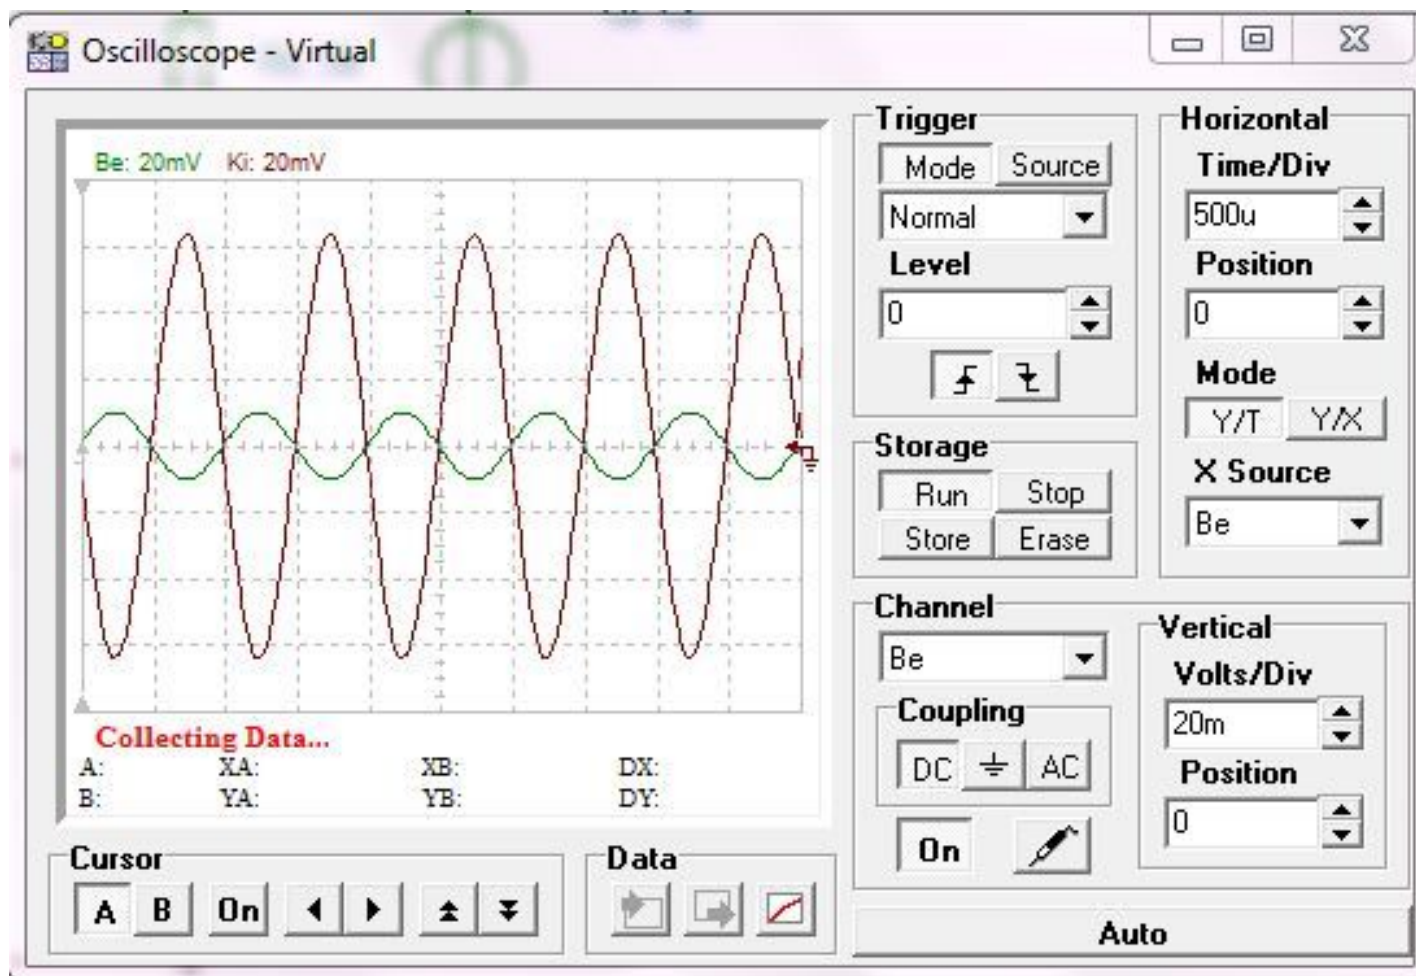 Oscilloscope - Virtual
Be: 20mV Ki: 20mV
Collecting Data...
A: XA: XB: DX:
B: YA: YB: DY:
Cursor
A B On
Data
Trigger
Mode Source
Normal
Level
0
Storage
Run Stop
Store Erase
Horizontal
Time/Div
500u
Position
0
Mode
Y/T Y/X
X Source
Be
Channel
Be
Coupling
DC AC
On
Vertical
Volts/Div
20m
Position
0
Auto